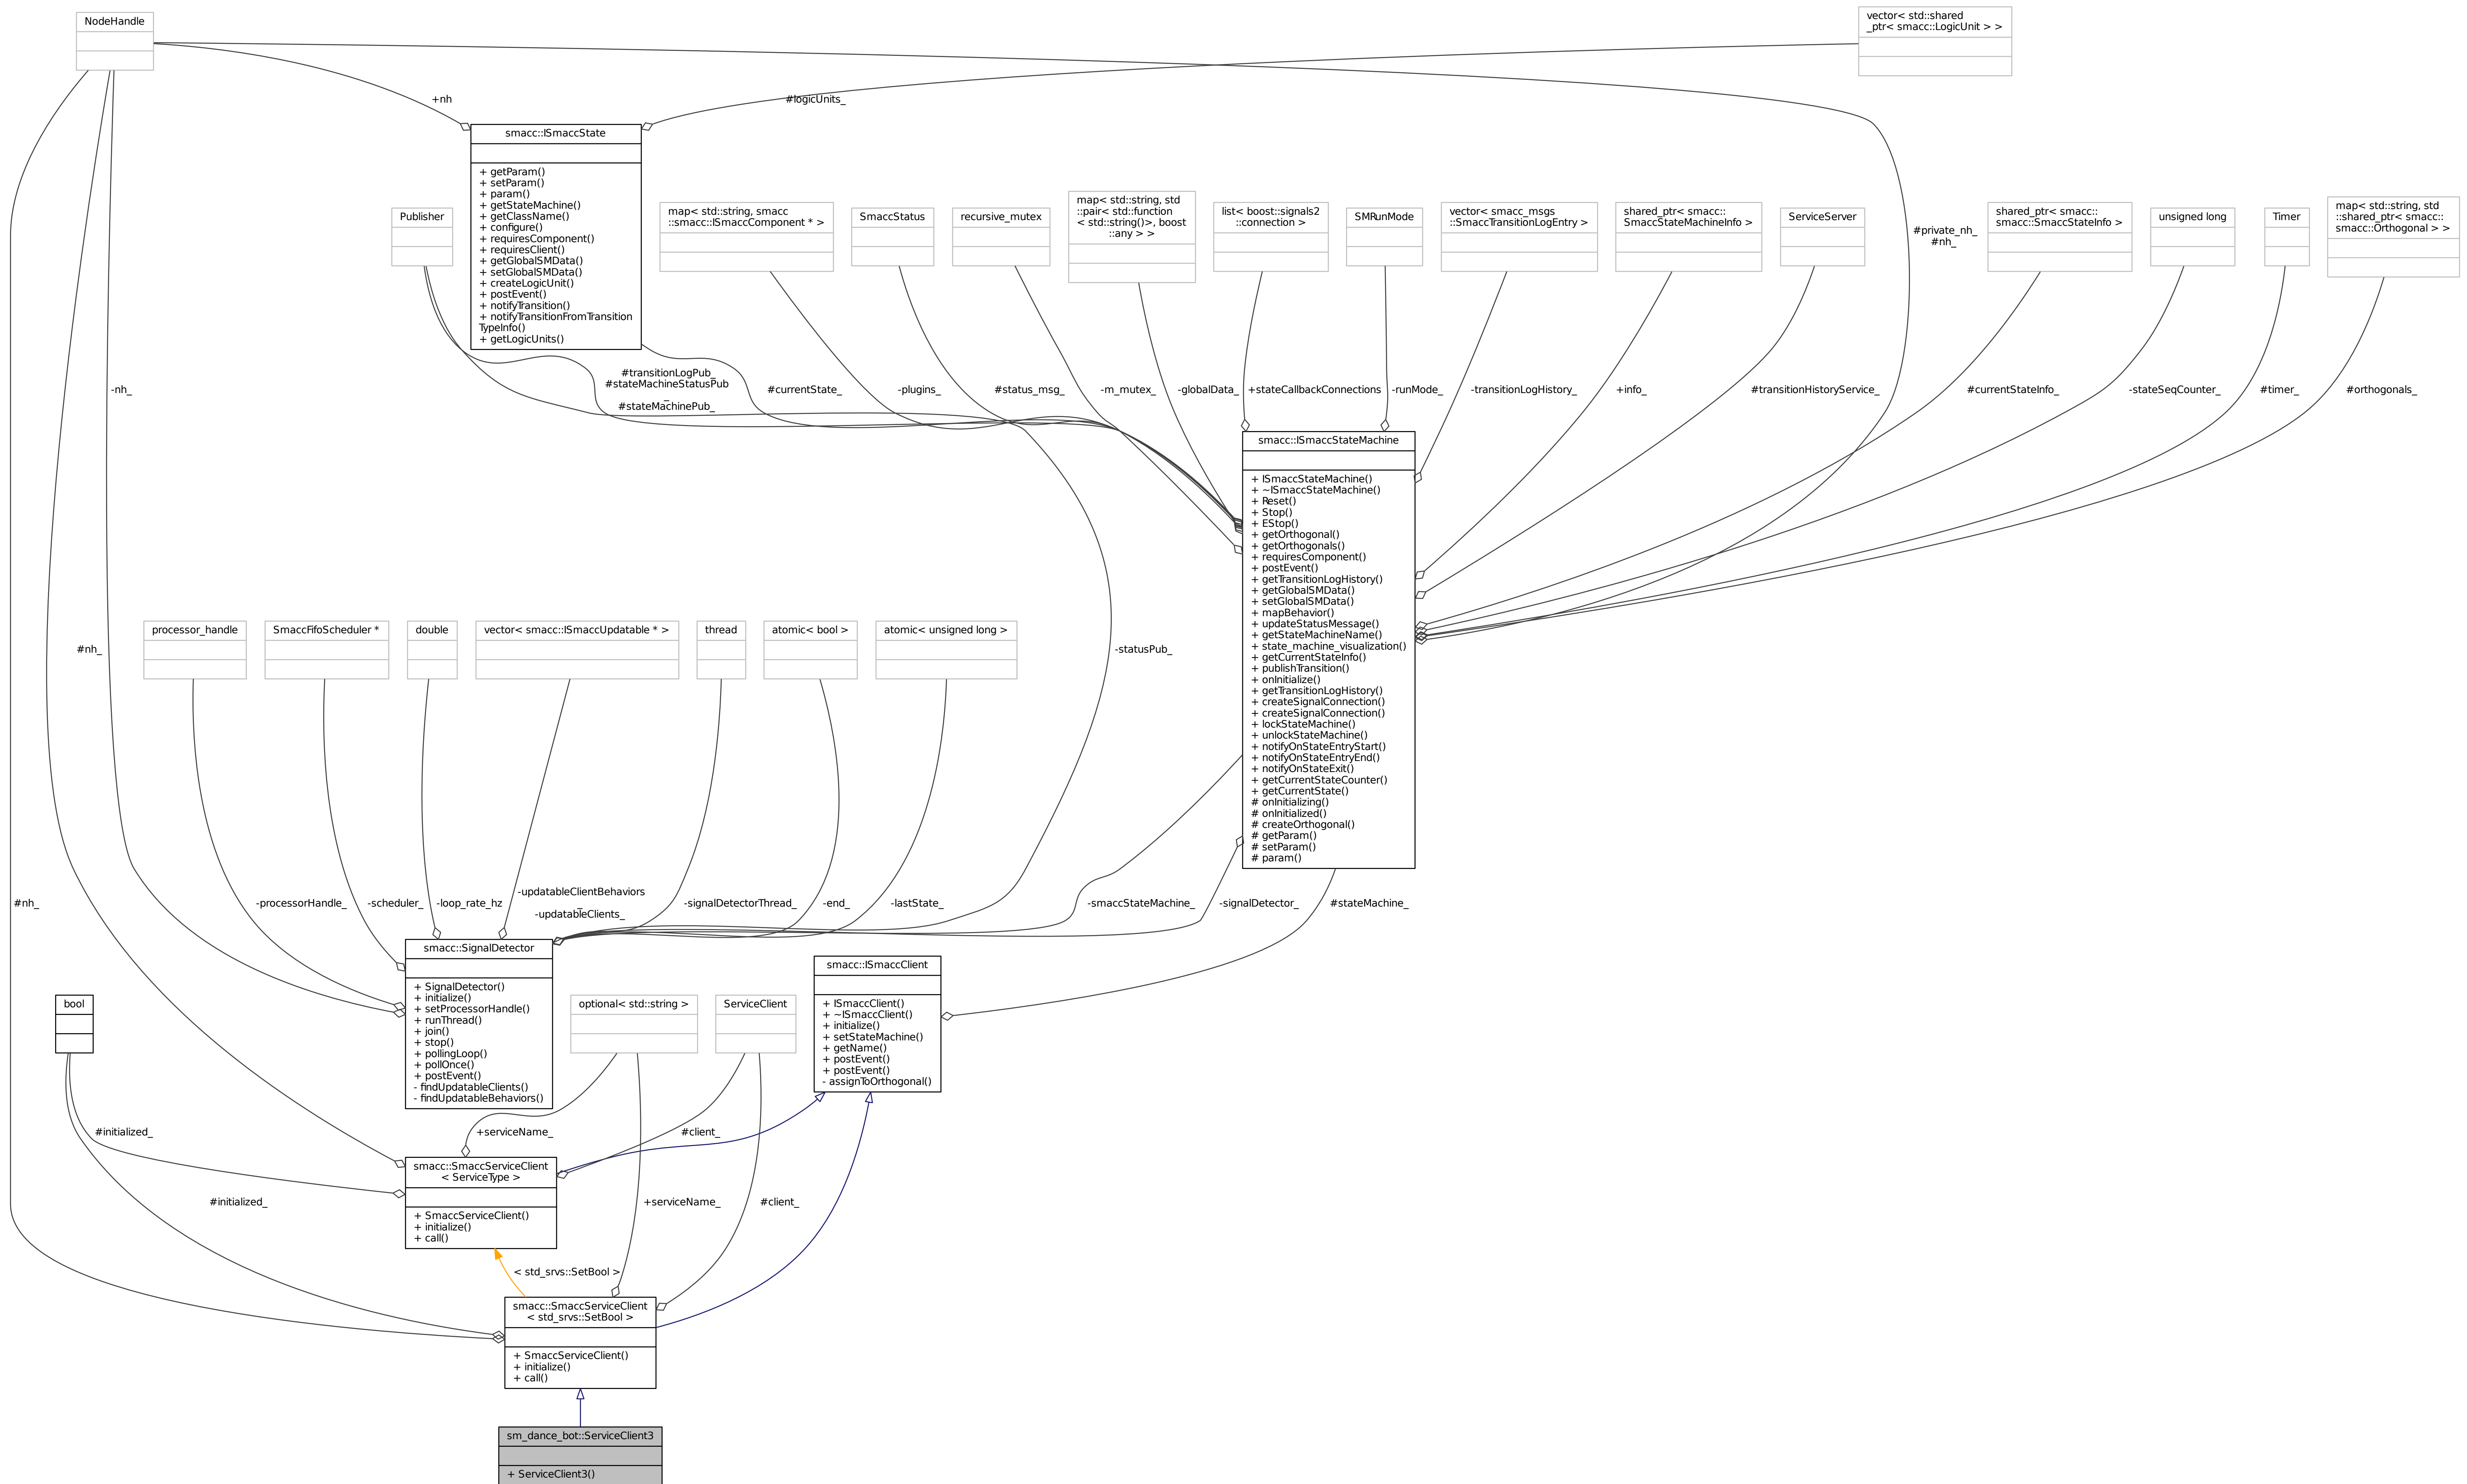 NodeHandle
vector< std::shared
_ptr< smacc::LogicUnit > >
+nh
#logicUnits_
smacc::ISmaccState
+ getParam()
+ setParam()
+ param()
+ getStateMachine()
+ getClassName()
+ configure()
+ requiresComponent()
+ requiresClient()
+ getGlobalSMData()
+ setGlobalSMData()
+ createLogicUnit()
+ postEvent()
+ notifyTransition()
+ notifyTransitionFromTransition
TypeInfo()
+ getLogicUnits()
Publisher
map< std::string, smacc
::smacc::ISmaccComponent * >
SmaccStatus
recursive_mutex
map< std::string, std
::pair< std::function
< std::string()>, boost
::any > >
list< boost::signals2
::connection >
SMRunMode
vector< smacc_msgs
::SmaccTransitionLogEntry >
shared_ptr< smacc::
SmaccStateMachineInfo >
ServiceServer
#private_nh_
#nh_
shared_ptr< smacc::
smacc::SmaccStateInfo >
unsigned long
Timer
map< std::string, std
::shared_ptr< smacc::
smacc::Orthogonal > >
-nh_
#transitionLogPub_
#stateMachineStatusPub
_
#stateMachinePub_
#currentState_
-plugins_
#status_msg_
-m_mutex_
-globalData_
+stateCallbackConnections
-runMode_
-transitionLogHistory_
+info_
#transitionHistoryService_
#currentStateInfo_
-stateSeqCounter_
#timer_
#orthogonals_
smacc::ISmaccStateMachine
+ ISmaccStateMachine()
+ ~ISmaccStateMachine()
+ Reset()
+ Stop()
+ EStop()
+ getOrthogonal()
+ getOrthogonals()
+ requiresComponent()
+ postEvent()
+ getTransitionLogHistory()
+ getGlobalSMData()
+ setGlobalSMData()
+ mapBehavior()
+ updateStatusMessage()
+ getStateMachineName()
+ state_machine_visualization()
+ getCurrentStateInfo()
+ publishTransition()
+ onInitialize()
+ getTransitionLogHistory()
+ createSignalConnection()
+ createSignalConnection()
+ lockStateMachine()
+ unlockStateMachine()
+ notifyOnStateEntryStart()
+ notifyOnStateEntryEnd()
+ notifyOnStateExit()
+ getCurrentStateCounter()
+ getCurrentState()
# onInitializing()
# onInitialized()
# createOrthogonal()
# getParam()
# setParam()
# param()
processor_handle
SmaccFifoScheduler *
double
vector< smacc::ISmaccUpdatable * >
thread
atomic< bool >
atomic< unsigned long >
#nh_
-statusPub_
#nh_
-processorHandle_
-scheduler_
-loop_rate_hz
-updatableClientBehaviors
_
-updatableClients_
-signalDetectorThread_
-end_
-lastState_
-smaccStateMachine_
-signalDetector_
#stateMachine_
smacc::SignalDetector
+ SignalDetector()
+ initialize()
+ setProcessorHandle()
+ runThread()
+ join()
+ stop()
+ pollingLoop()
+ pollOnce()
+ postEvent()
- findUpdatableClients()
- findUpdatableBehaviors()
smacc::ISmaccClient
+ ISmaccClient()
+ ~ISmaccClient()
+ initialize()
+ setStateMachine()
+ getName()
+ postEvent()
+ postEvent()
- assignToOrthogonal()
bool
optional< std::string >
ServiceClient
#initialized_
+serviceName_
#client_
smacc::SmaccServiceClient
< ServiceType >
+ SmaccServiceClient()
+ initialize()
+ call()
#initialized_
+serviceName_
#client_
< std_srvs::SetBool >
smacc::SmaccServiceClient
< std_srvs::SetBool >
+ SmaccServiceClient()
+ initialize()
+ call()
sm_dance_bot::ServiceClient3
+ ServiceClient3()